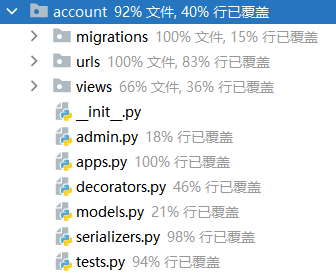 account 92% 文件, 40% 行已覆盖
migrations 100% 文件, 15% 行已覆盖
urls 100% 文件, 83% 行已覆盖
views 66% 文件, 36% 行已覆盖
__init__.py
admin.py 18% 行已覆盖
apps.py 100% 行已覆盖
decorators.py 46% 行已覆盖
models.py 21% 行已覆盖
serializers.py 98% 行已覆盖
tests.py 94% 行已覆盖